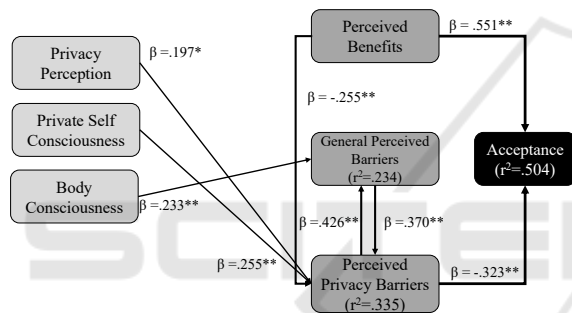 Privacy
Perception
Private Self
Consciousness
Body
Consciousness
β =.197*
β =.233**
β =.255**
Perceived
Benefits
β = -.255**
General Perceived
Barriers
(r²=.234)
β =.426**
β =.370**
Perceived
Privacy Barriers
(r²=.335)
β =.551**
Acceptance
(r²=.504)
β = -.323**